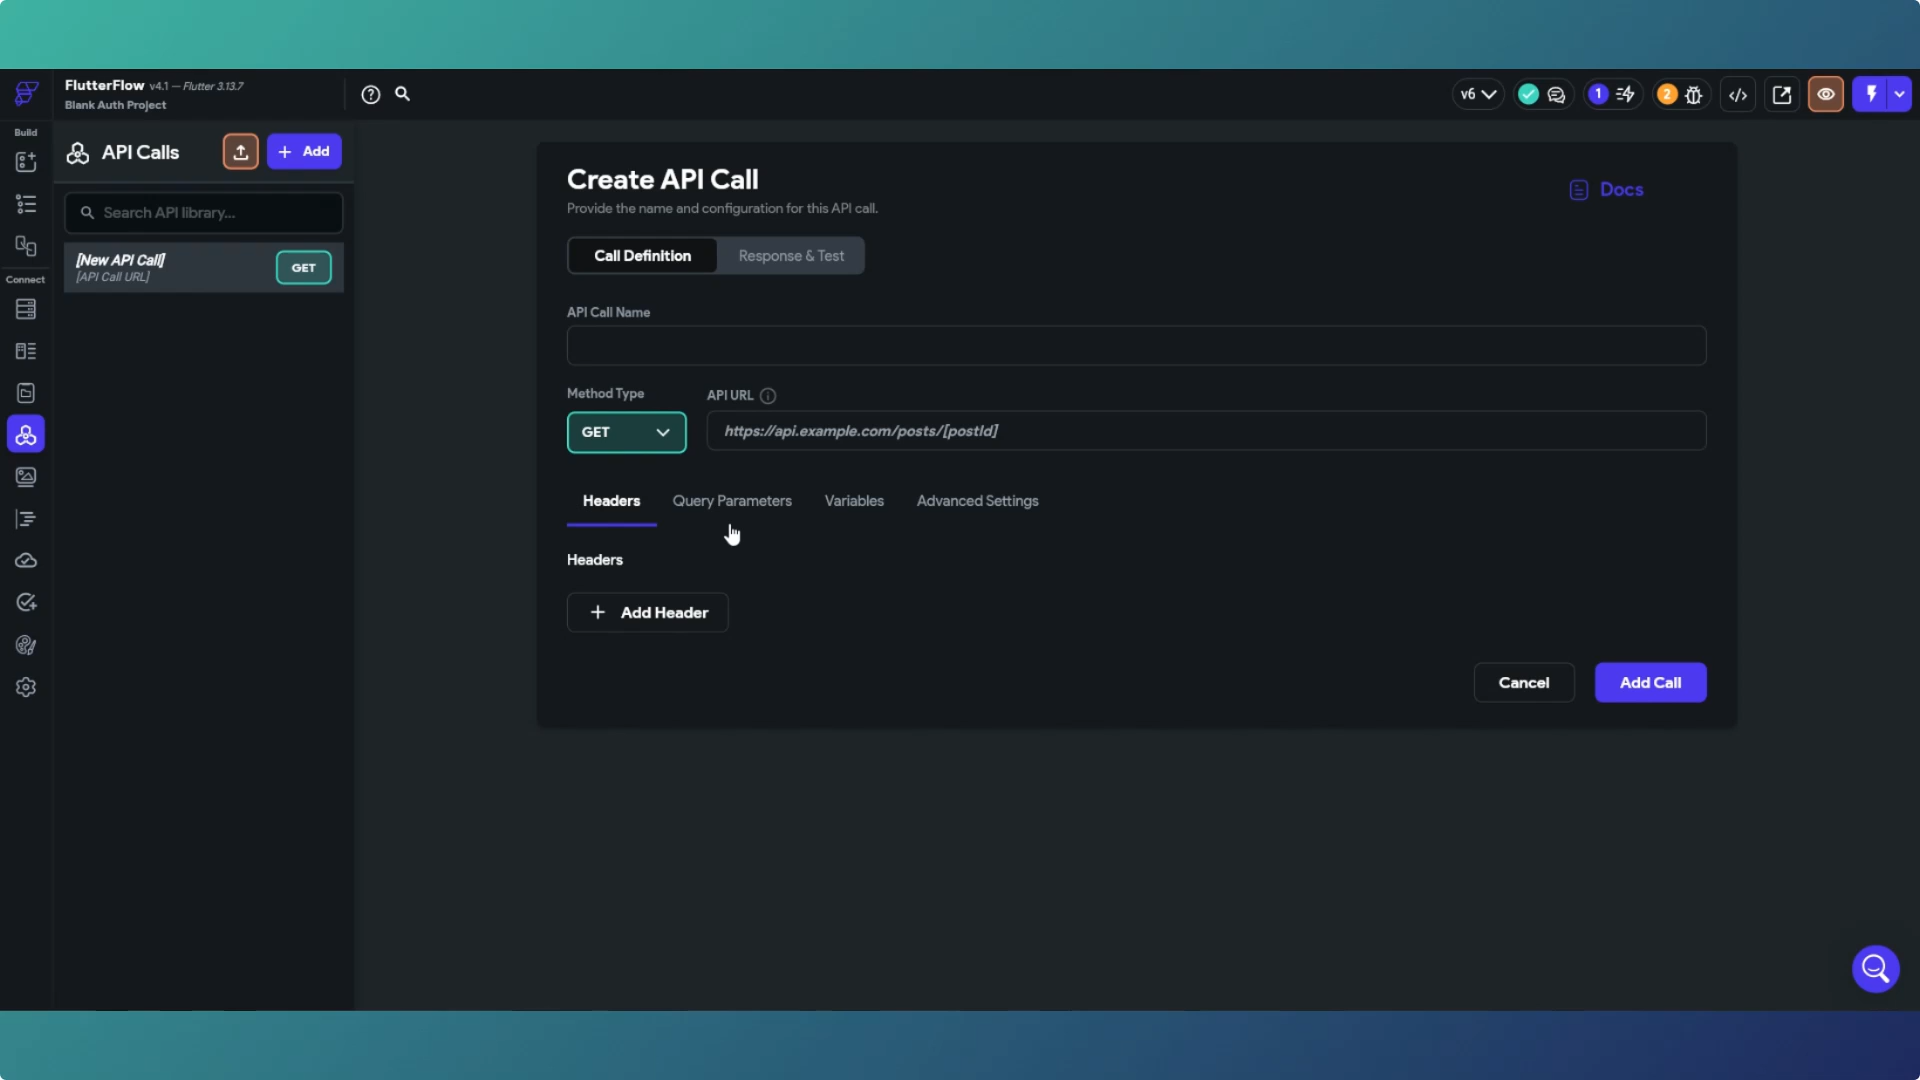 FlutterFlow v4.1 — Flutter 3.13.7
Blank Auth Project
v6
1
2
Build
Connect
API Calls
+ Add
Search API library...
[New API Call]
[API Call URL]
GET
Create API Call
Provide the name and configuration for this API call.
Docs
Call Definition
Response & Test
API Call Name
Method Type
API URL
GET
https://api.example.com/posts/[postId]
Headers
Query Parameters
Variables
Advanced Settings
Headers
+ Add Header
Cancel
Add Call